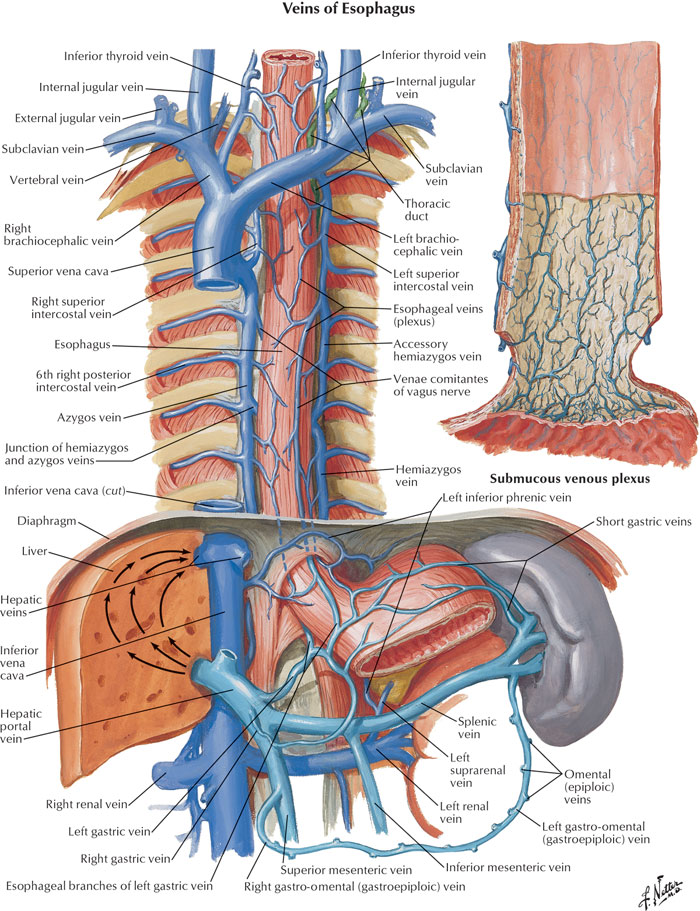 Veins of Esophagus
Inferior thyroid vein
Internal jugular vein
External jugular vein
Subclavian vein
Vertebral vein
Right
brachiocephalic vein
Superior vena cava
Right superior
intercostal vein
Esophagus
6th right posterior
intercostal vein
Azygos vein
Junction of hemiazygos
and azygos veins
Inferior vena cava (cut)
Diaphragm
Liver
Hepatic
veins
Inferior
vena
cava
Hepatic
portal
vein
Right renal vein
Left gastric vein
Right gastric vein
Esophageal branches of left gastric vein
Inferior thyroid vein
Internal jugular
vein
Subclavian
vein
Thoracic
duct
Left brachio-
cephalic vein
Left superior
intercostal vein
Esophageal veins
(plexus)
Accessory
hemiazygos vein
Venae comitantes
of vagus nerve
Hemiazygos
vein
Submucous venous plexus
Left inferior phrenic vein
Short gastric veins
Splenic
vein
Left
suprarenal
vein
Left renal
vein
Omental
(epiploic)
veins
Left gastro-omental
(gastroepiploic) vein
Inferior mesenteric vein
Superior mesenteric vein
Right gastro-omental (gastroepiploic) vein
F. Netter
M.D.